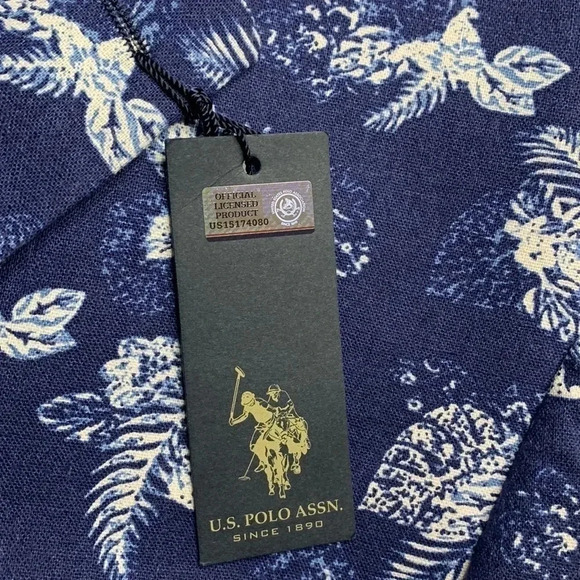 OFFICIAL
LICENSED
PRODUCT
US15174080
U.S. POLO ASSN.
SINCE 1890